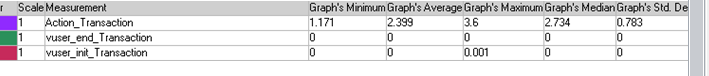 r Scale Measurement Graph's Minimum Graph's Average Graph's Maximum Graph's Median Graph's Std. De
1 Action_Transaction 1.171 2.399 3.6 2.734 0.783
1 vuser_end_Transaction 0 0 0 0 0
1 vuser_init_Transaction 0 0 0.001 0 0